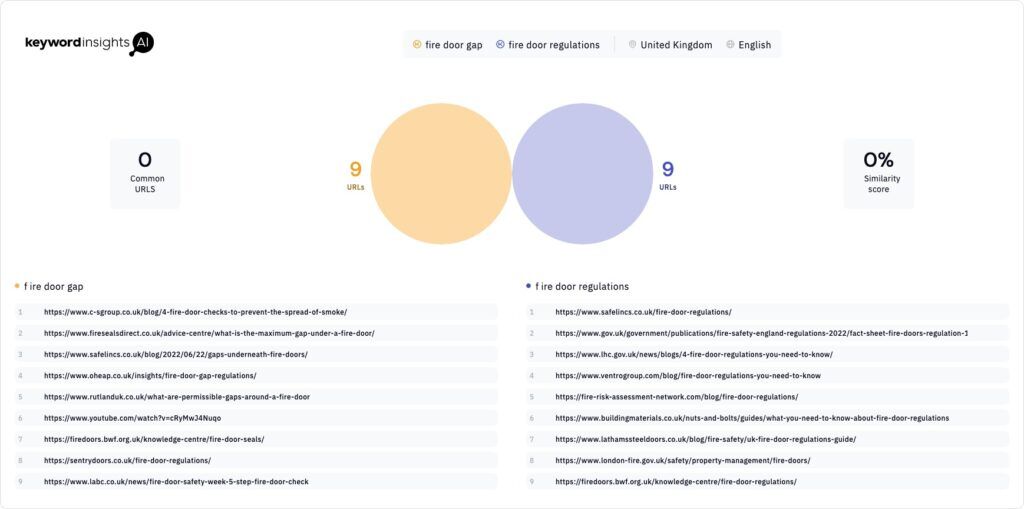 keywordinsights AI
fire door gap fire door regulations United Kingdom English
0
Common
URLS
9
URLs
9
URLs
0%
Similarity
score
f ire door gap
1 https://www.c-sgroup.co.uk/blog/4-fire-door-checks-to-prevent-the-spread-of-smoke/
2 https://www.firesealsdirect.co.uk/advice-centre/what-is-the-maximum-gap-under-a-fire-door/
3 https://www.safelincs.co.uk/blog/2022/06/22/gaps-underneath-fire-doors/
4 https://www.oheap.co.uk/insights/fire-door-gap-regulations/
5 https://www.rutlanduk.co.uk/what-are-permissible-gaps-around-a-fire-door
6 https://www.youtube.com/watch?v=cRyMwJ4Nuqo
7 https://firedoors.bwf.org.uk/knowledge-centre/fire-door-seals/
8 https://sentrydoors.co.uk/fire-door-regulations/
9 https://www.labc.co.uk/news/fire-door-safety-week-5-step-fire-door-check
f ire door regulations
1 https://www.safelincs.co.uk/fire-door-regulations/
2 https://www.gov.uk/government/publications/fire-safety-england-regulations-2022/fact-sheet-fire-doors-regulation-1
3 https://www.lhc.gov.uk/news/blogs/4-fire-door-regulations-you-need-to-know/
4 https://www.ventrogroup.com/blog/fire-door-regulations-you-need-to-know
5 https://fire-risk-assessment-network.com/blog/fire-door-regulations/
6 https://www.buildingmaterials.co.uk/nuts-and-bolts/guides/what-you-need-to-know-about-fire-door-regulations
7 https://www.lathamssteeldoors.co.uk/blog/fire-safety/uk-fire-door-regulations-guide/
8 https://www.london-fire.gov.uk/safety/property-management/fire-doors/
9 https://firedoors.bwf.org.uk/knowledge-centre/fire-door-regulations/